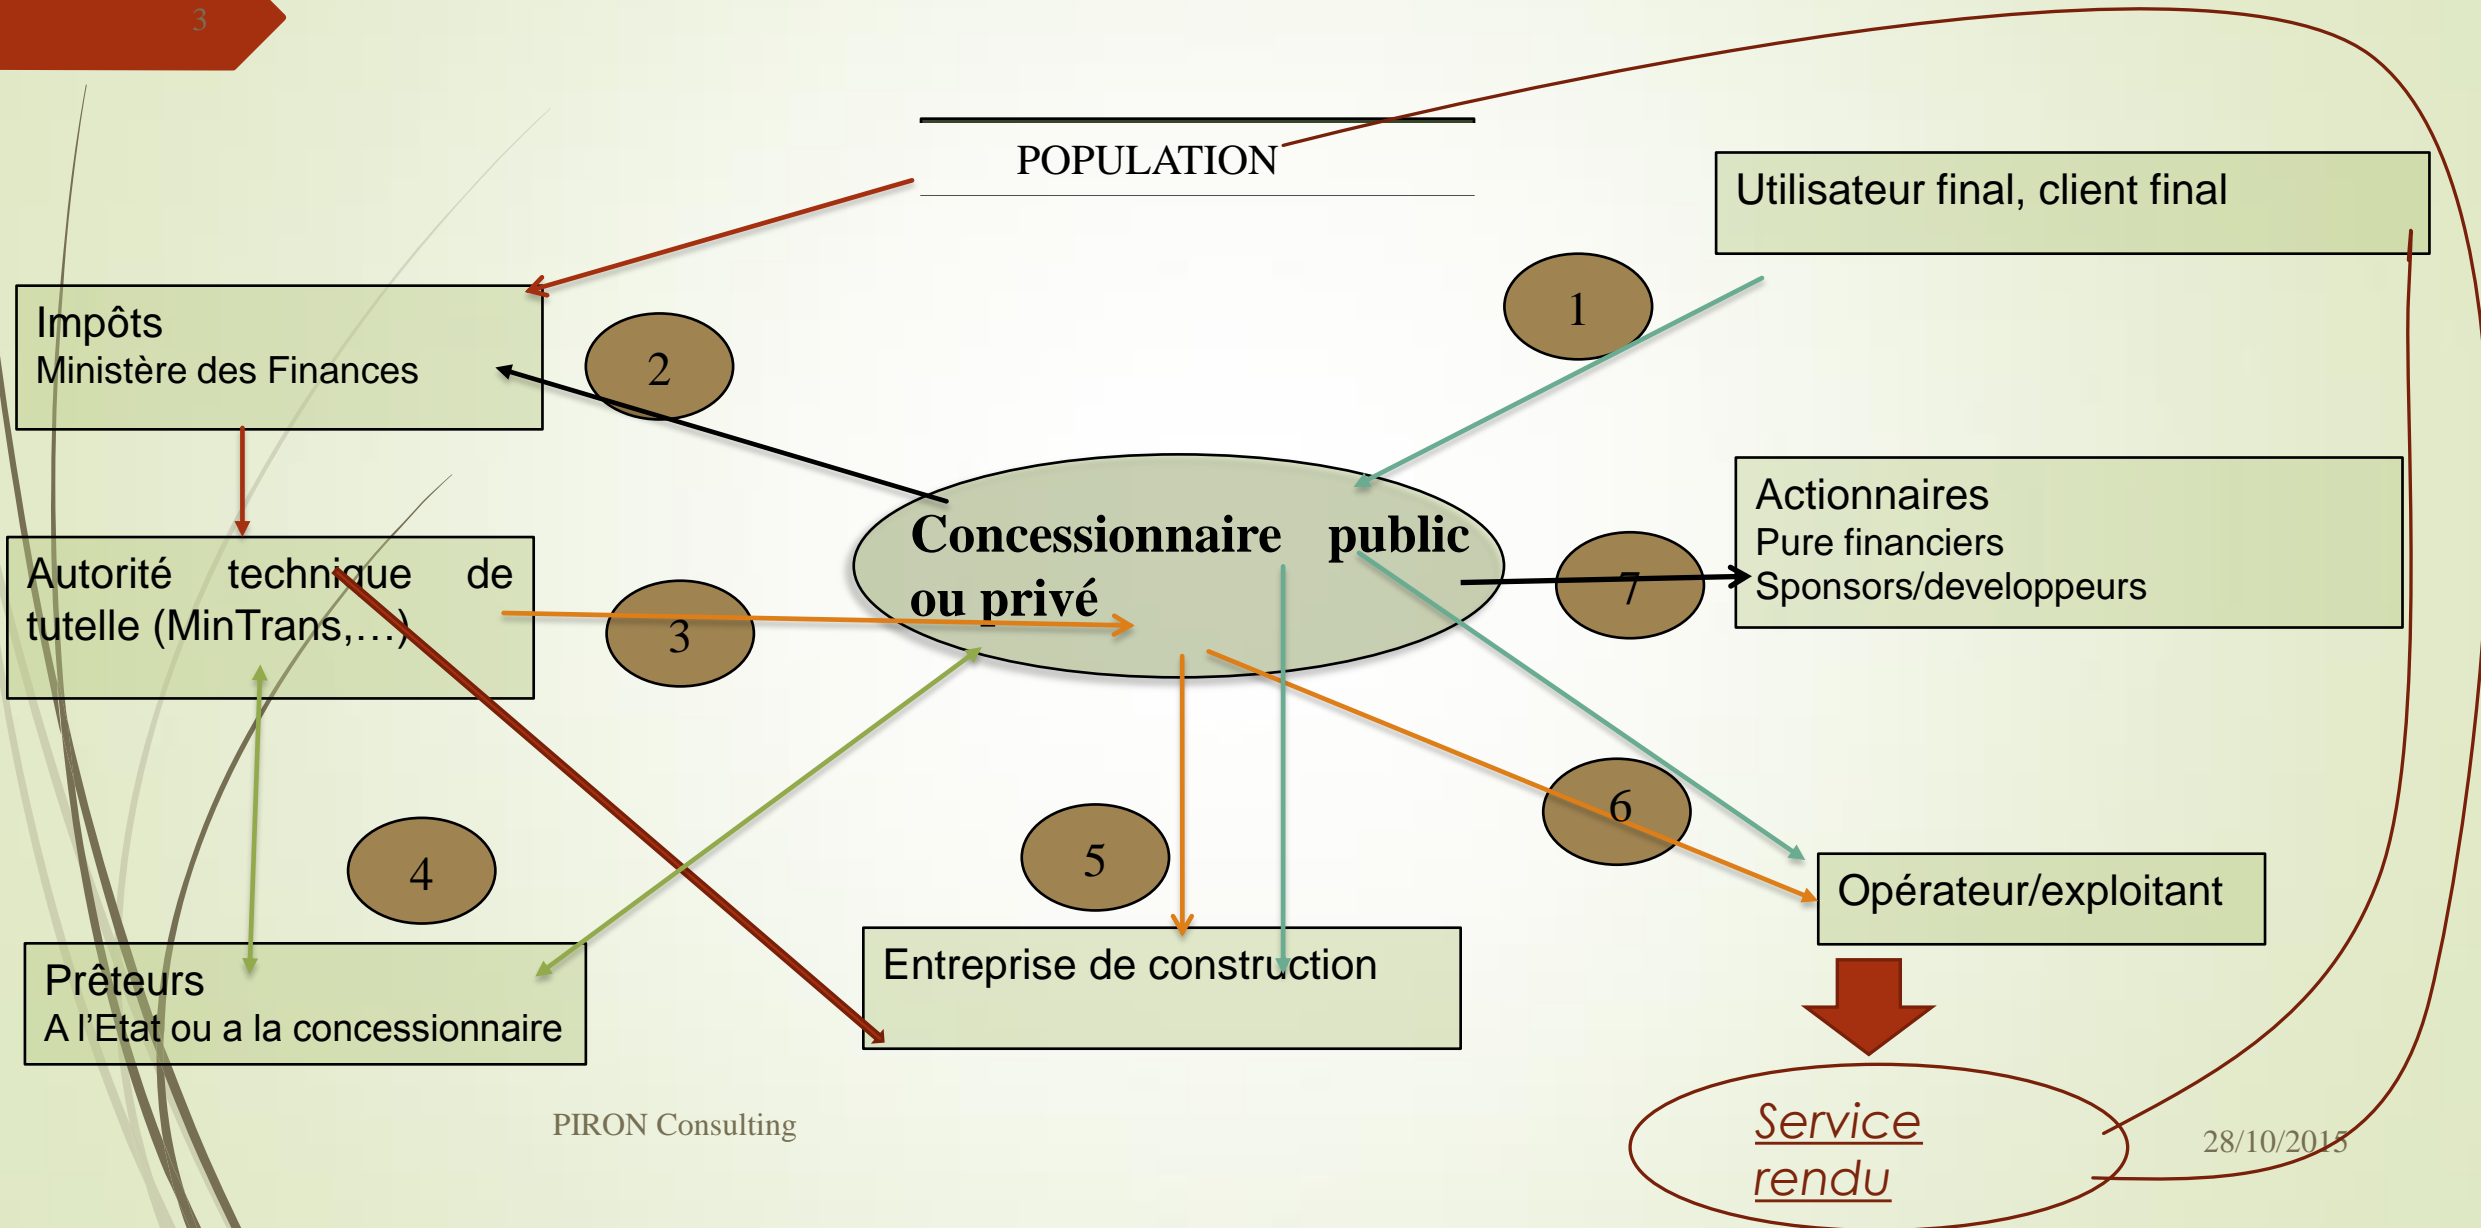 3
POPULATION
Utilisateur final, client final
1
Impôts
Ministère des Finances
2
Concessionnaire public
ou privé
Actionnaires
Pure financiers
Sponsors/developpeurs
7
Autorité technique de
tutelle (MinTrans,…)
3
6
4
5
Opérateur/exploitant
Prêteurs
A l’Etat ou a la concessionnaire
Entreprise de construction
Service
rendu
PIRON Consulting
28/10/2015